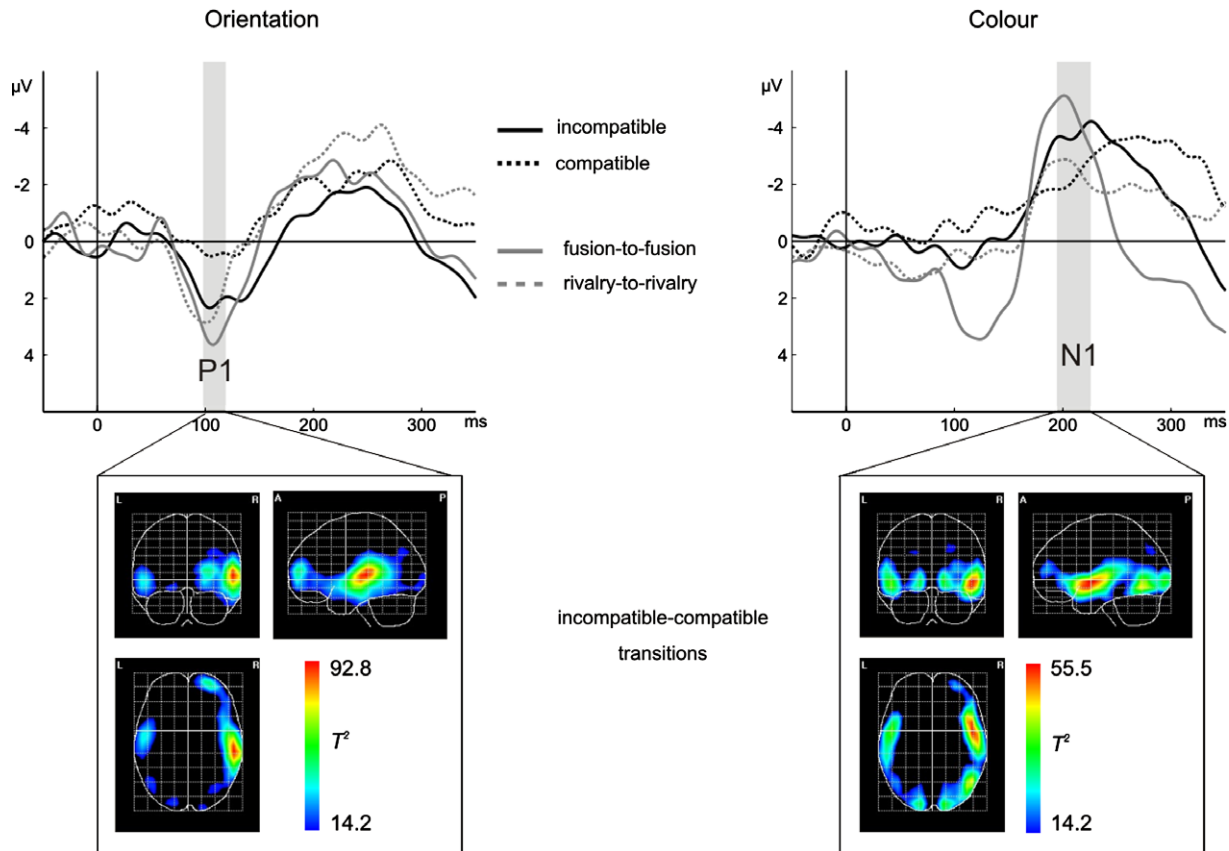 Orientation
Colour
µV
-4
-2
0
2
4
P1
0
100
200
300
ms
incompatible
compatible
fusion-to-fusion
rivalry-to-rivalry
µV
-4
-2
0
2
4
N1
0
100
200
300
ms
L
R
A
P
L
R
92.8
T²
14.2
incompatible-compatible
transitions
L
R
A
P
L
R
55.5
T²
14.2